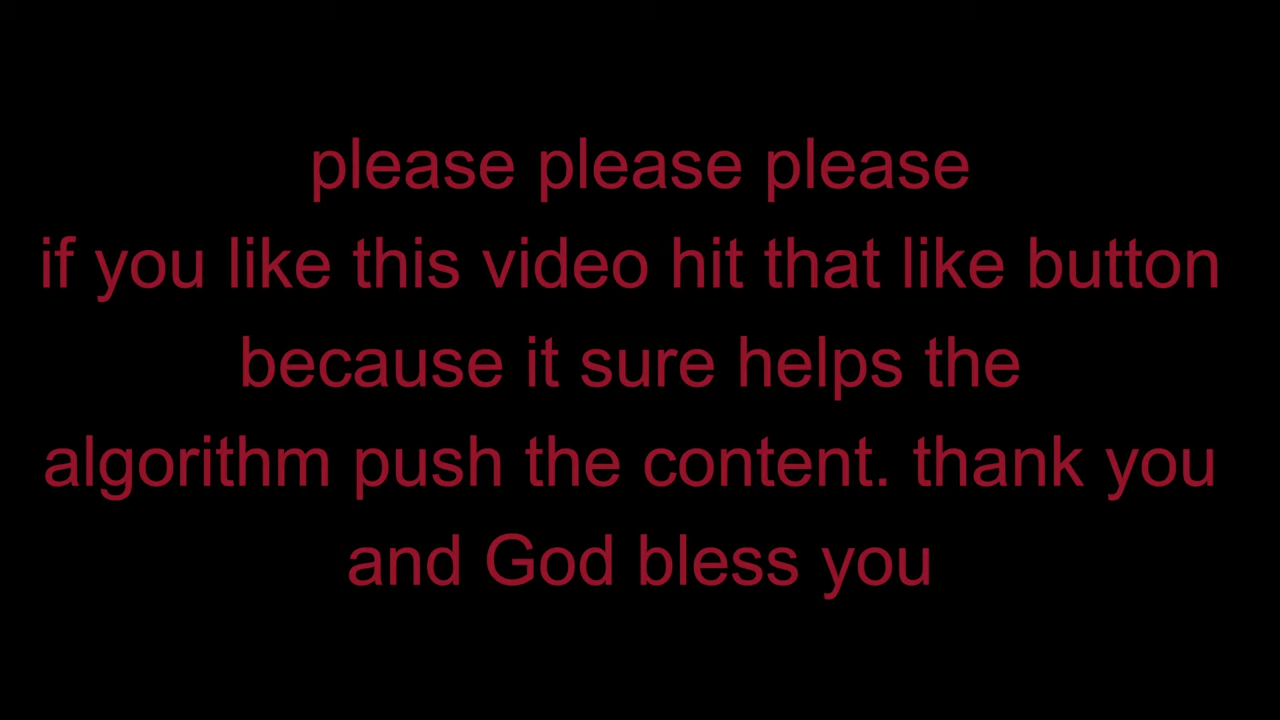 please please please
if you like this video hit that like button
because it sure helps the
algorithm push the content. thank you
and God bless you